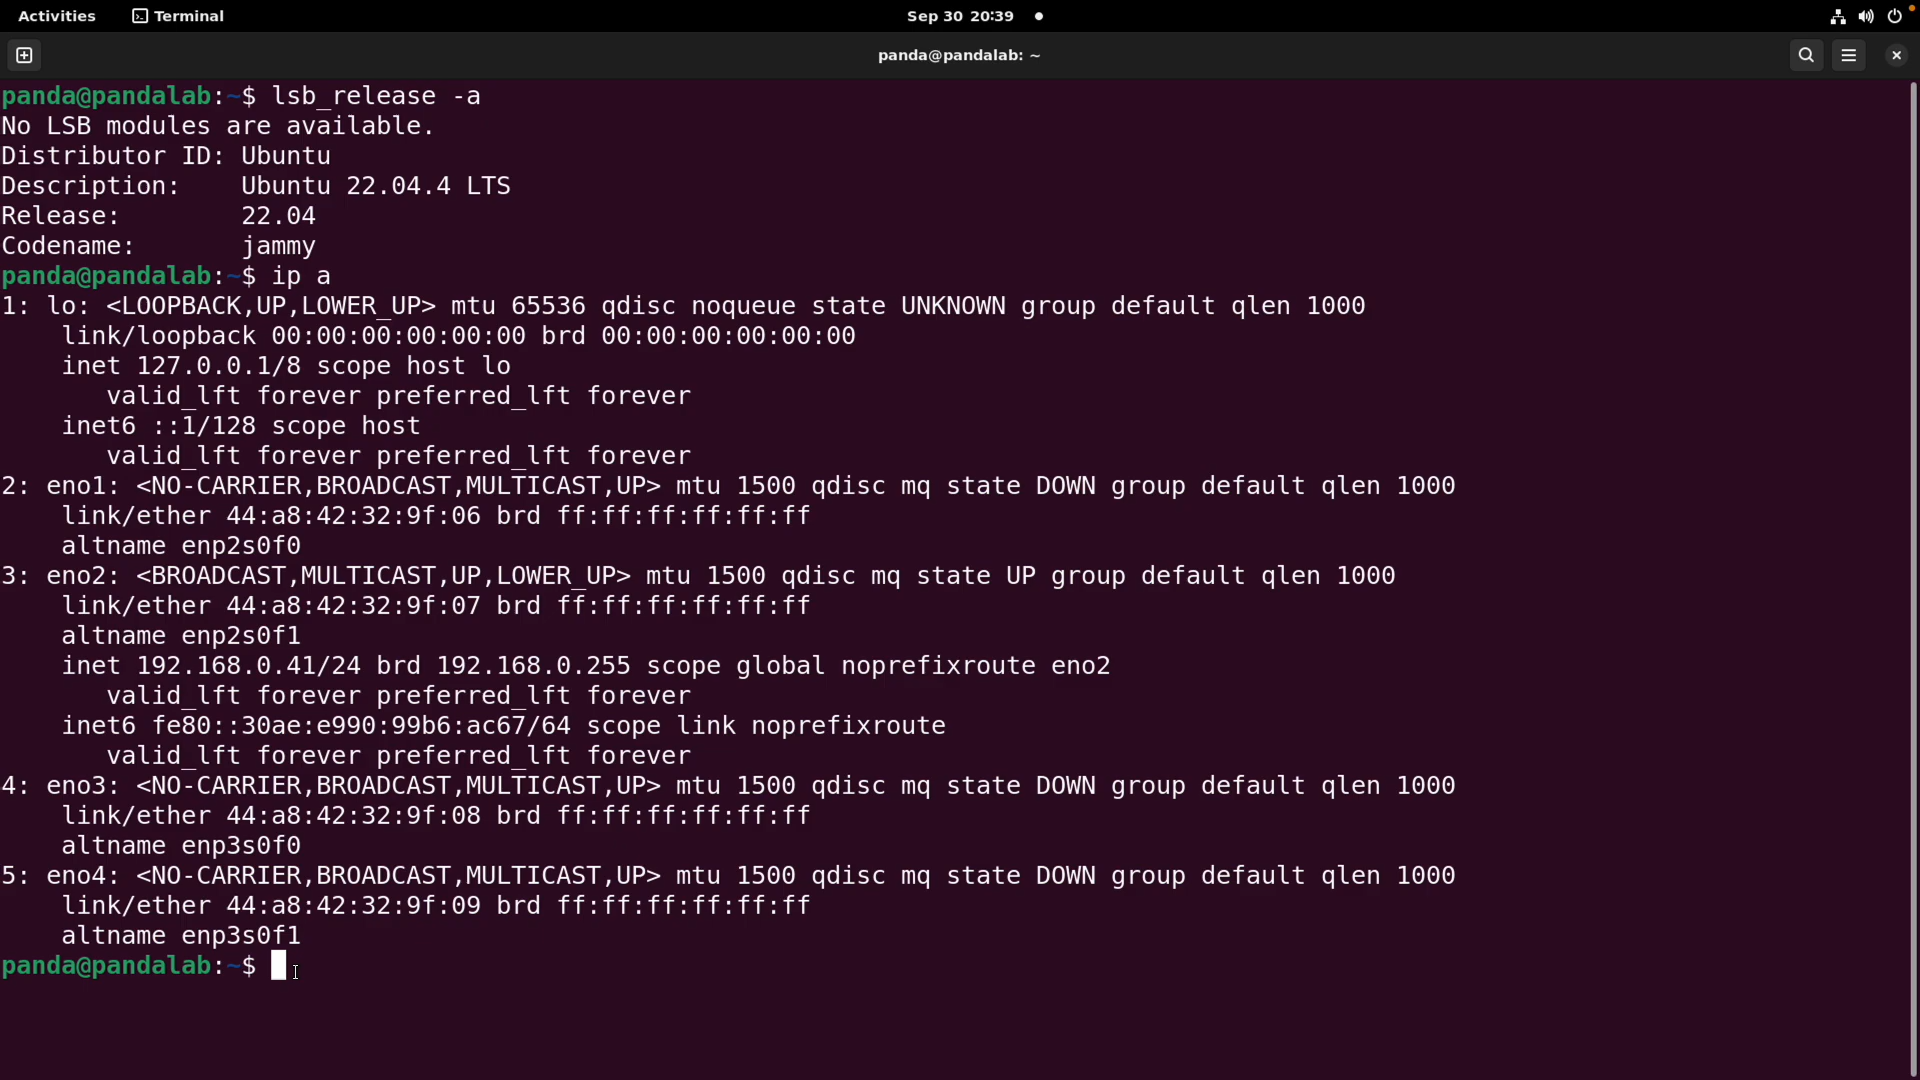 Activities Terminal Sep 30 20:39
panda@pandalab: ~
panda@pandalab:~$ lsb_release -a
No LSB modules are available.
Distributor ID: Ubuntu
Description:    Ubuntu 22.04.4 LTS
Release:        22.04
Codename:       jammy
panda@pandalab:~$ ip a
1: lo: <LOOPBACK,UP,LOWER_UP> mtu 65536 qdisc noqueue state UNKNOWN group default qlen 1000
    link/loopback 00:00:00:00:00:00 brd 00:00:00:00:00:00
    inet 127.0.0.1/8 scope host lo
       valid_lft forever preferred_lft forever
    inet6 ::1/128 scope host
       valid_lft forever preferred_lft forever
2: eno1: <NO-CARRIER,BROADCAST,MULTICAST,UP> mtu 1500 qdisc mq state DOWN group default qlen 1000
    link/ether 44:a8:42:32:9f:06 brd ff:ff:ff:ff:ff:ff
    altname enp2s0f0
3: eno2: <BROADCAST,MULTICAST,UP,LOWER_UP> mtu 1500 qdisc mq state UP group default qlen 1000
    link/ether 44:a8:42:32:9f:07 brd ff:ff:ff:ff:ff:ff
    altname enp2s0f1
    inet 192.168.0.41/24 brd 192.168.0.255 scope global noprefixroute eno2
       valid_lft forever preferred_lft forever
    inet6 fe80::30ae:e990:99b6:ac67/64 scope link noprefixroute
       valid_lft forever preferred_lft forever
4: eno3: <NO-CARRIER,BROADCAST,MULTICAST,UP> mtu 1500 qdisc mq state DOWN group default qlen 1000
    link/ether 44:a8:42:32:9f:08 brd ff:ff:ff:ff:ff:ff
    altname enp3s0f0
5: eno4: <NO-CARRIER,BROADCAST,MULTICAST,UP> mtu 1500 qdisc mq state DOWN group default qlen 1000
    link/ether 44:a8:42:32:9f:09 brd ff:ff:ff:ff:ff:ff
    altname enp3s0f1
panda@pandalab:~$